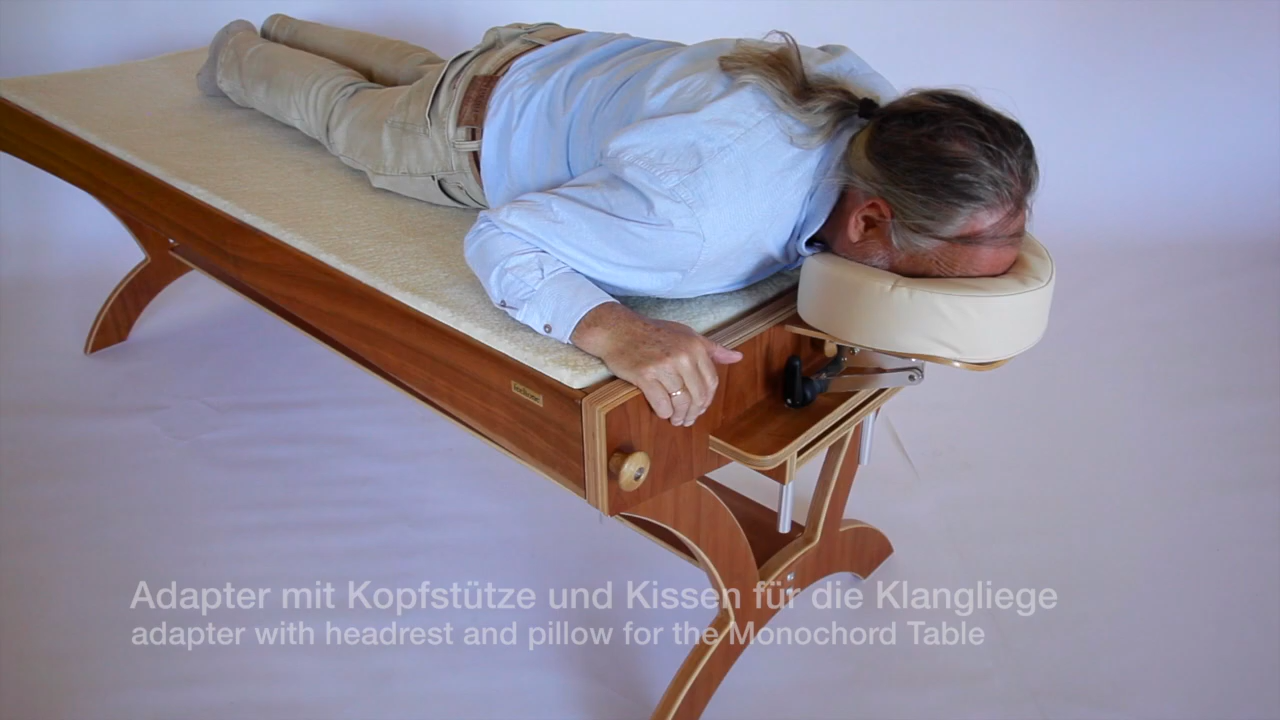 Adapter mit Kopfstütze und Kissen für die Klangliege
adapter with headrest and pillow for the Monochord Table